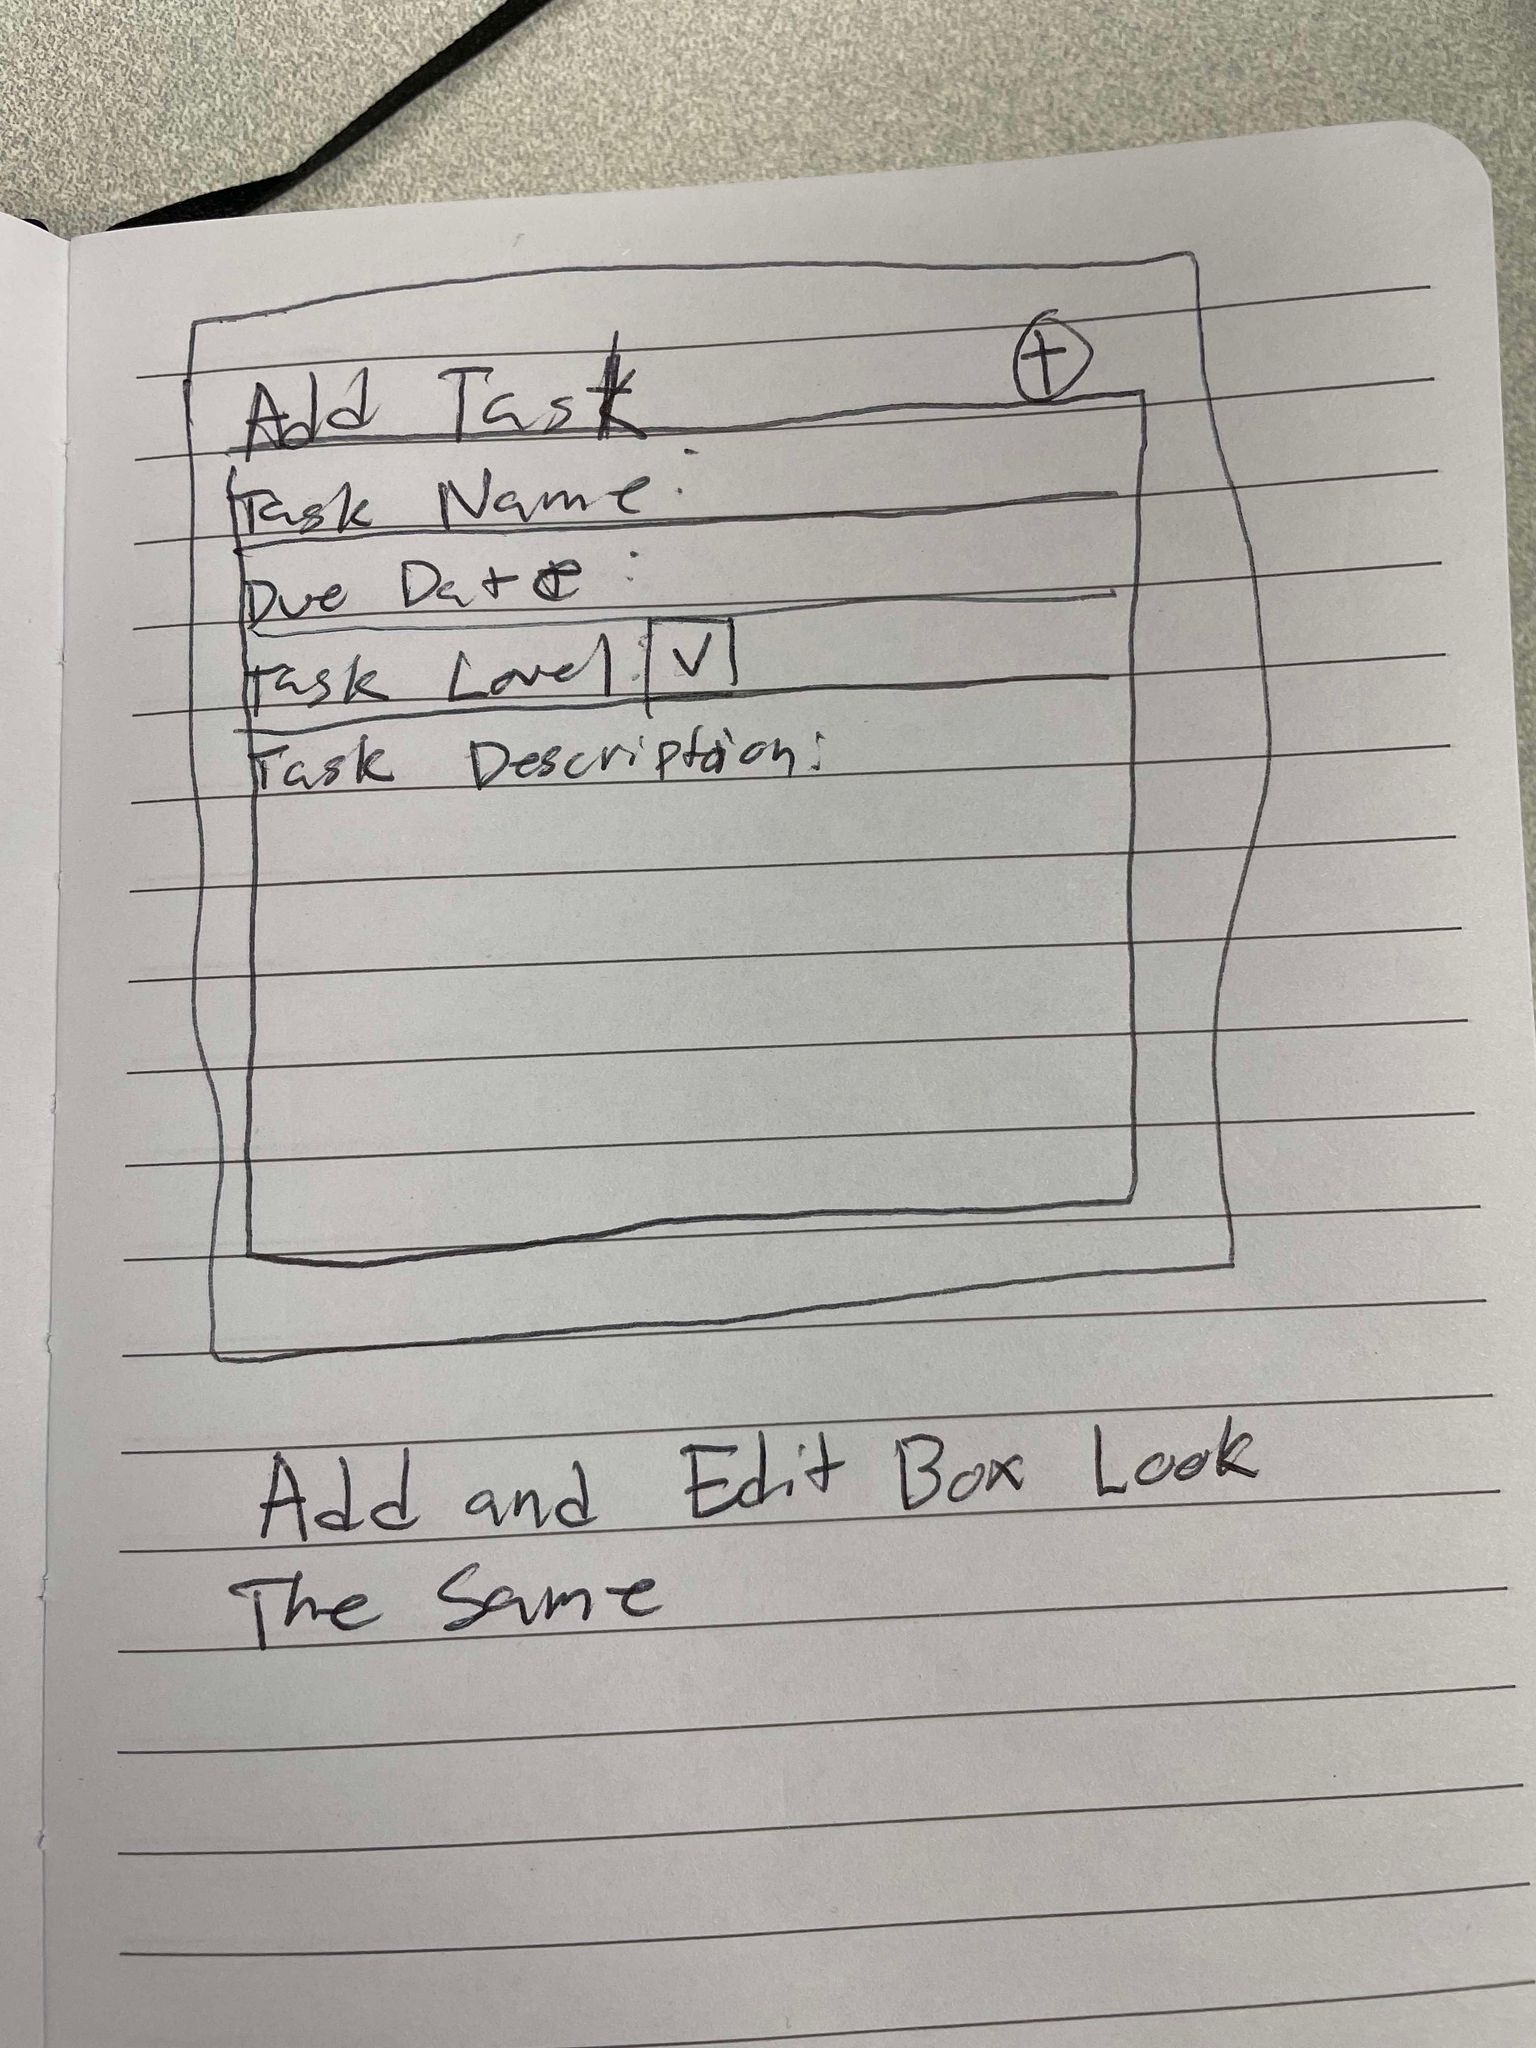 Add Task +
Task Name:
Due Date:
Task Level: V
Task Description:
Add and Edit Box Look
The Same